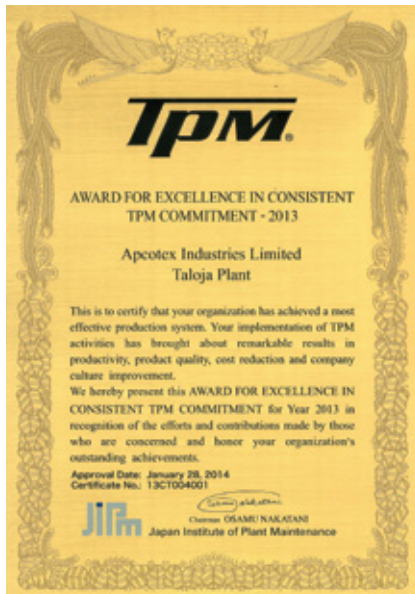 TPM®
AWARD FOR EXCELLENCE IN CONSISTENT
TPM COMMITMENT - 2013
Apcotex Industries Limited
Taloja Plant
This is to certify that your organization has achieved a most
effective production system. Your implementation of TPM
activities has brought about remarkable results in
productivity, product quality, cost reduction and company
culture improvement.
We hereby present this AWARD FOR EXCELLENCE IN
CONSISTENT TPM COMMITMENT for Year 2013 in
recognition of the efforts and contributions made by those
who are concerned and honor your organization's
outstanding achievements.
Approval Date: January 28, 2014
Certificate No.: 13CT004001
Osamu Nakatani
Chairman OSAMU NAKATANI
JIPM Japan Institute of Plant Maintenance